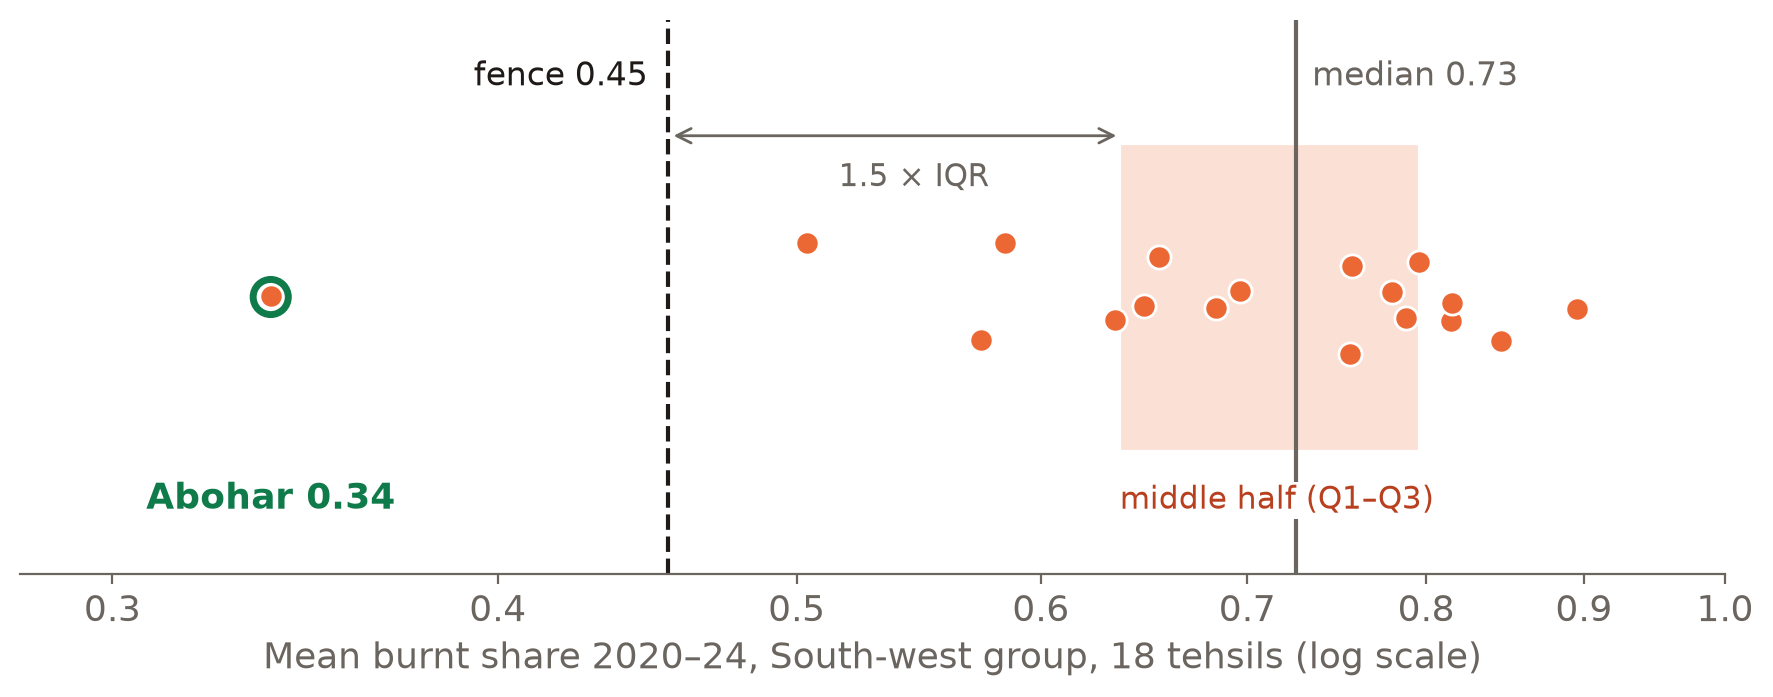 fence 0.45
median 0.73
1.5 × IQR
Abohar 0.34
middle half (Q1–Q3)
0.3 0.4 0.5 0.6 0.7 0.8 0.9 1.0
Mean burnt share 2020–24, South-west group, 18 tehsils (log scale)